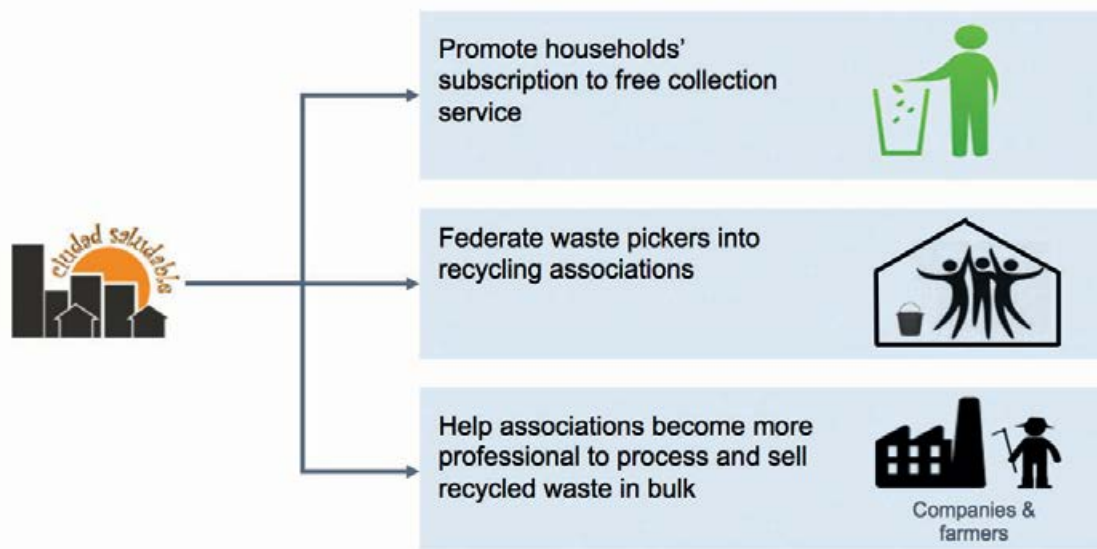 ciudad saludable
Promote households'
subscription to free collection
service
Federate waste pickers into
recycling associations
Help associations become more
professional to process and sell
recycled waste in bulk
Companies &
farmers